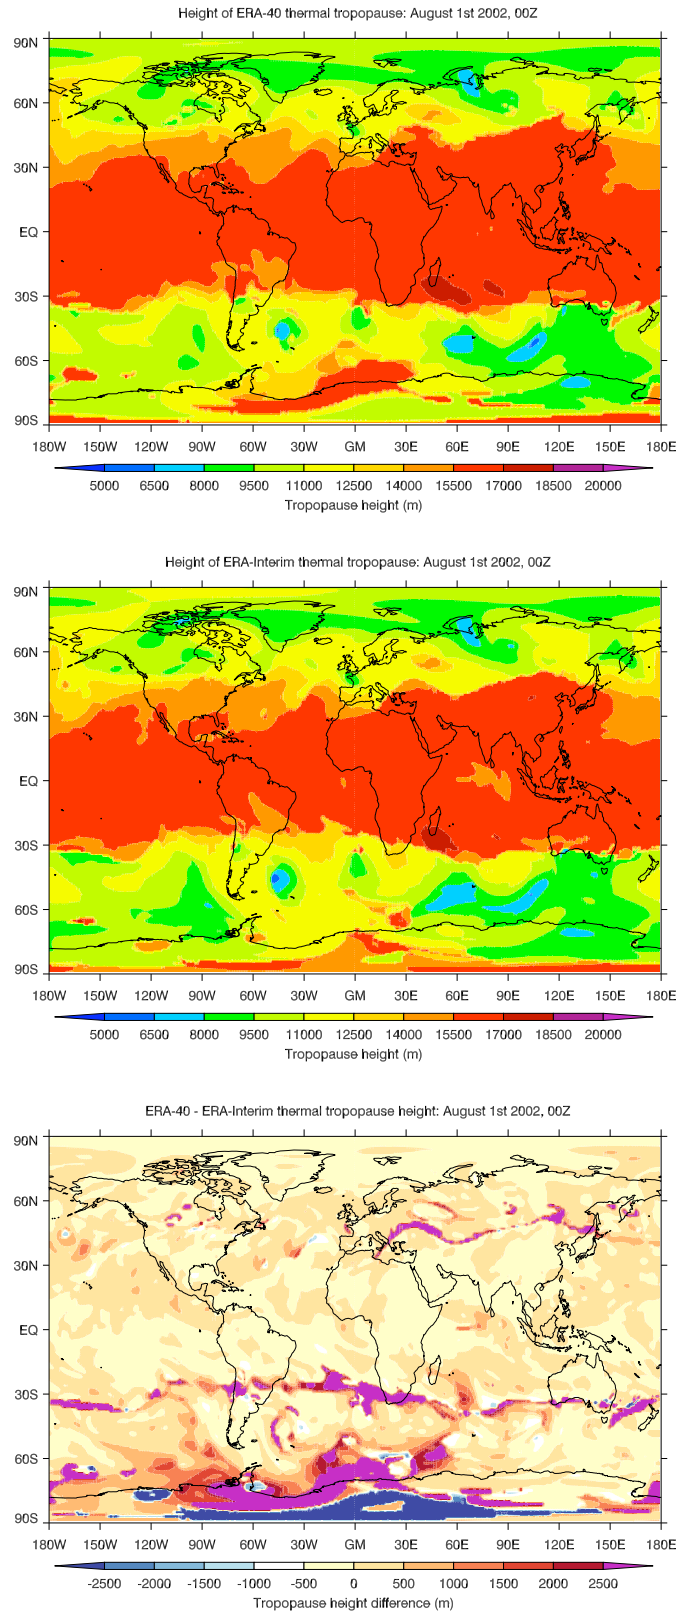 Height of ERA-40 thermal tropopause: August 1st 2002, 00Z
90N
60N
30N
EQ
30S
60S
90S
180W 150W 120W 90W 60W 30W GM 30E 60E 90E 120E 150E 180E
5000 6500 8000 9500 11000 12500 14000 15500 17000 18500 20000
Tropopause height (m)
Height of ERA-Interim thermal tropopause: August 1st 2002, 00Z
90N
60N
30N
EQ
30S
60S
90S
180W 150W 120W 90W 60W 30W GM 30E 60E 90E 120E 150E 180E
5000 6500 8000 9500 11000 12500 14000 15500 17000 18500 20000
Tropopause height (m)
ERA-40 - ERA-Interim thermal tropopause height: August 1st 2002, 00Z
90N
60N
30N
EQ
30S
60S
90S
180W 150W 120W 90W 60W 30W GM 30E 60E 90E 120E 150E 180E
-2500 -2000 -1500 -1000 -500 0 500 1000 1500 2000 2500
Tropopause height difference (m)